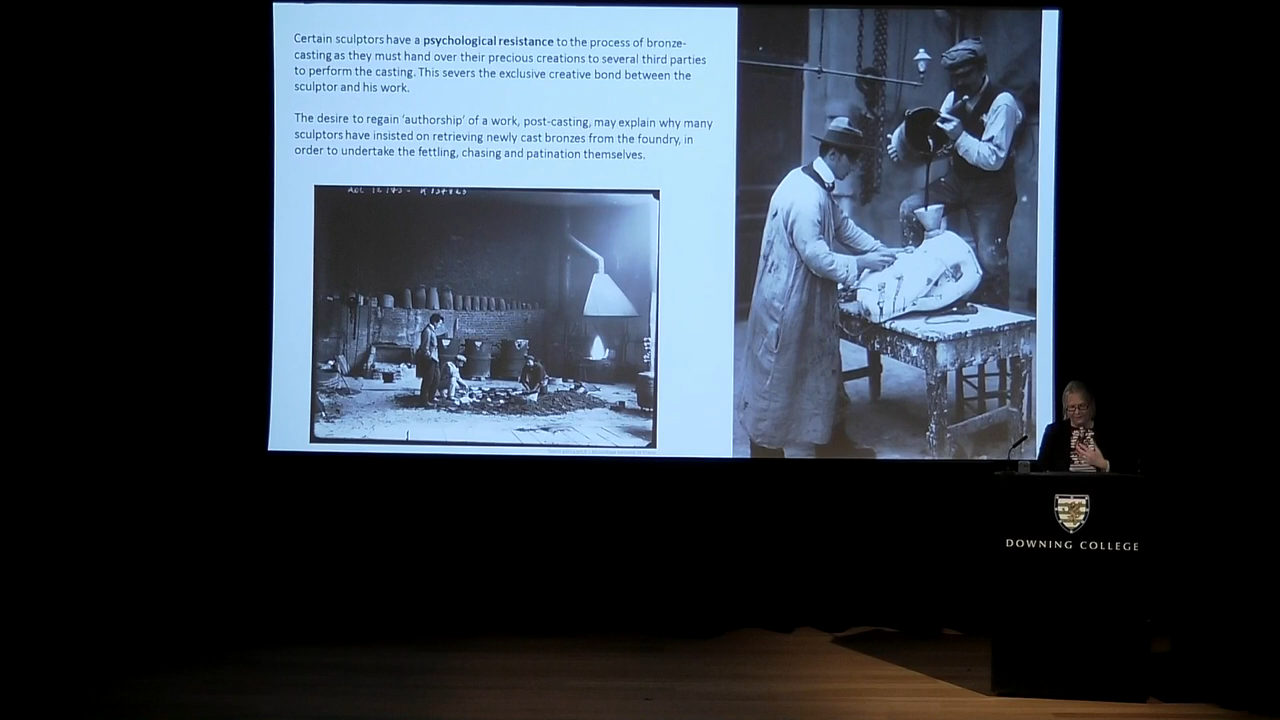 Certain sculptors have a psychological resistance to the process of bronze-
casting as they must hand over their precious creations to several third parties
to perform the casting. This severs the exclusive creative bond between the
sculptor and his work.
The desire to regain ‘authorship’ of a work, post-casting, may explain why many
sculptors have insisted on retrieving newly cast bronzes from the foundry, in
order to undertake the fettling, chasing and patination themselves.
DOWNING COLLEGE